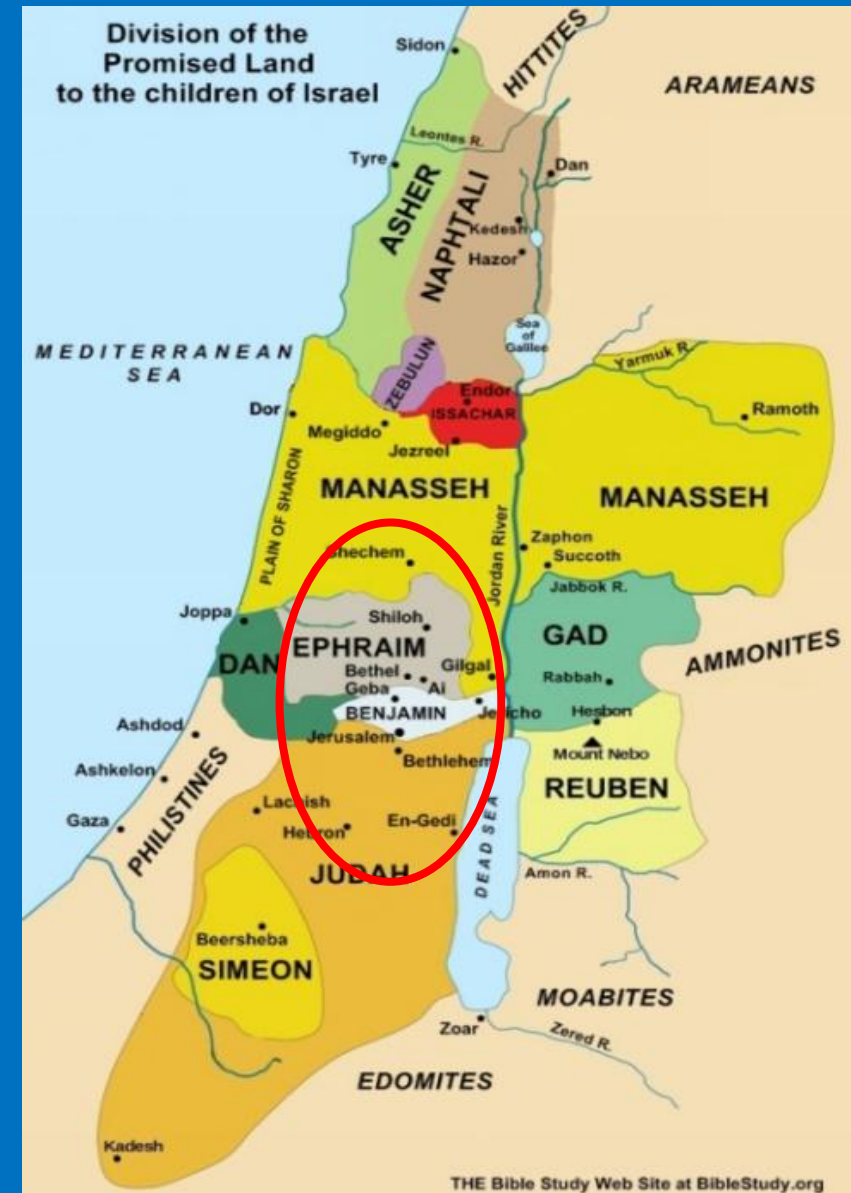 Division of the
Promised Land
to the children of Israel
Sidon
HITTITES
ARAMEANS
Leontes R.
Tyre
Dan
ASHER
NAPHTALI
Kedesh
Hazor
MEDITERRANEAN
SEA
Sea
of
Galilee
ZEBULUN
Yarmuk R.
Endor
ISSACHAR
Dor
Ramoth
Megiddo
Jezreel
PLAIN OF SHARON
MANASSEH
MANASSEH
Jordan River
Zaphon
Shechem
Succoth
Jabbok R.
Joppa
Shiloh
EPHRAIM
GAD
DAN
AMMONITES
Bethel
Gilgal
Rabbah
Geba
Ai
BENJAMIN
Jericho
Hesbon
Ashdod
Jerusalem
Mount Nebo
Bethlehem
Ashkelon
REUBEN
PHILISTINES
Lachish
Gaza
Hebron
En-Gedi
DEAD SEA
JUDAH
Amon R.
Beersheba
SIMEON
MOABITES
Zoar
Zered R.
EDOMITES
Kadesh
THE Bible Study Web Site at BibleStudy.org